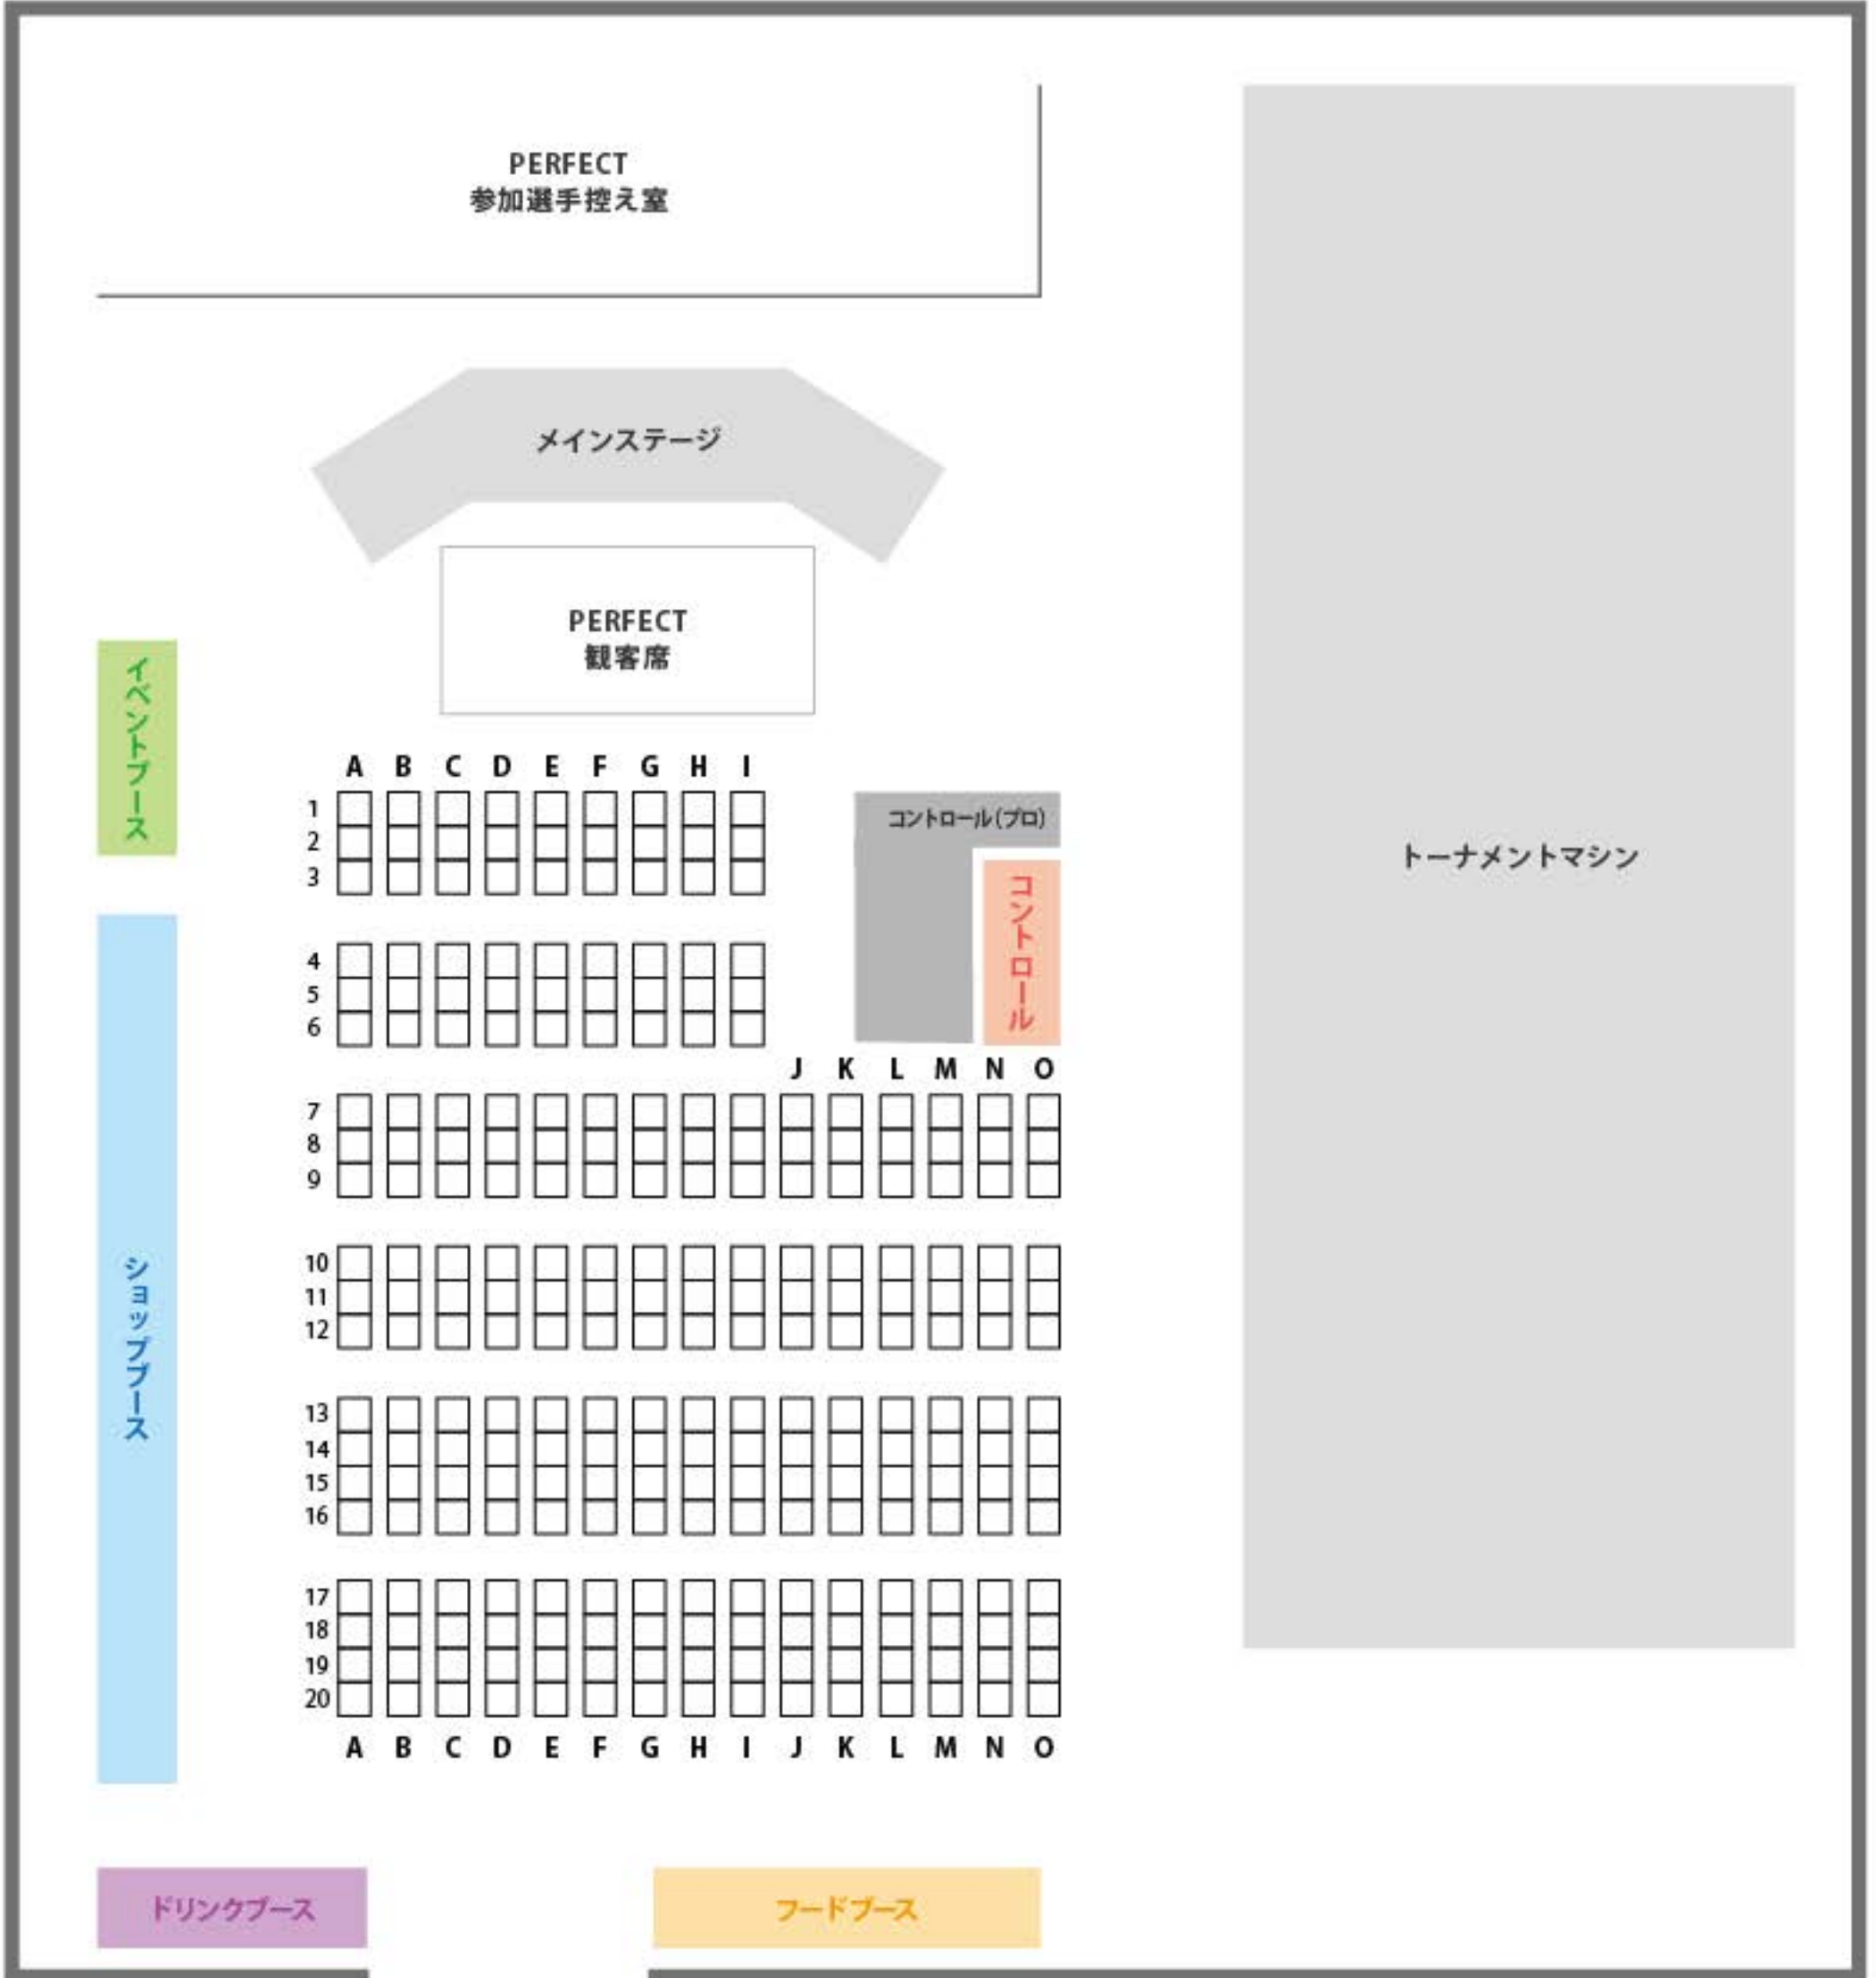 PERFECT
参加選手控え室
メインステージ
PERFECT
観客席
イベントブース
A B C D E F G H I
1
2
3
コントロール(プロ)
コントロール
トーナメントマシン
4
5
6
J K L M N O
7
8
9
ショップブース
10
11
12
13
14
15
16
17
18
19
20
A B C D E F G H I J K L M N O
ドリンクブース
フードブース